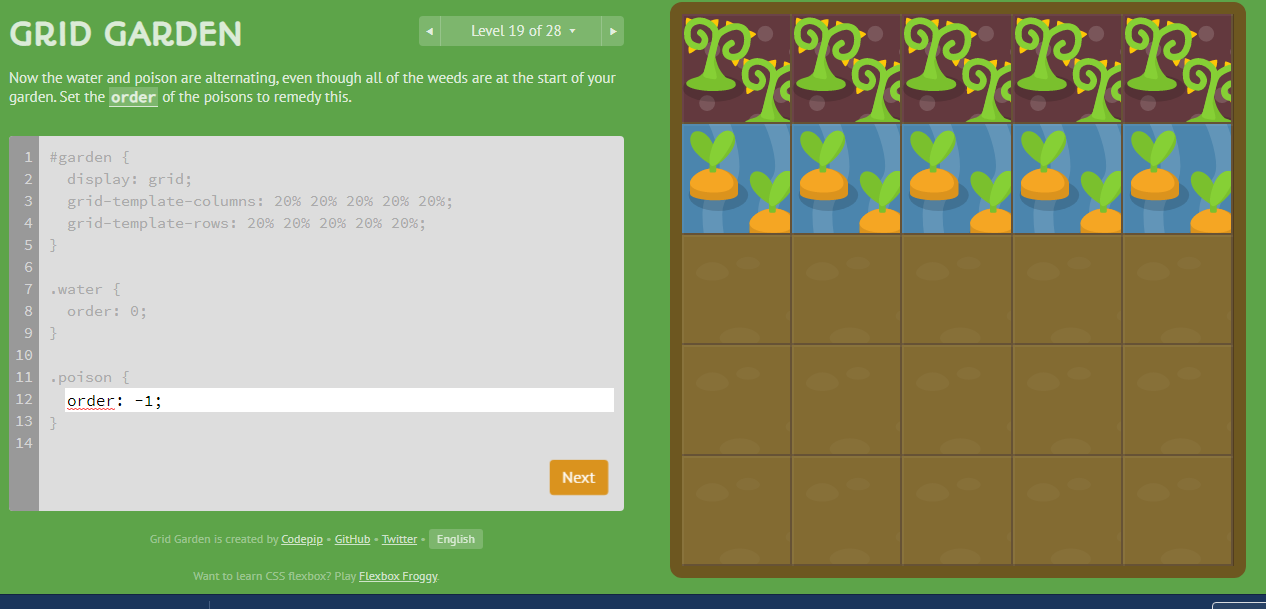 GRID GARDEN
◀ Level 19 of 28 ▾ ▶
Now the water and poison are alternating, even though all of the weeds are at the start of your
garden. Set the order of the poisons to remedy this.
1 #garden {
2 display: grid;
3 grid-template-columns: 20% 20% 20% 20% 20%;
4 grid-template-rows: 20% 20% 20% 20% 20%;
5 }
6
7 .water {
8 order: 0;
9 }
10
11 .poison {
12 order: -1;
13 }
14
Next
Grid Garden is created by Codepip • GitHub • Twitter • English
Want to learn CSS flexbox? Play Flexbox Froggy.